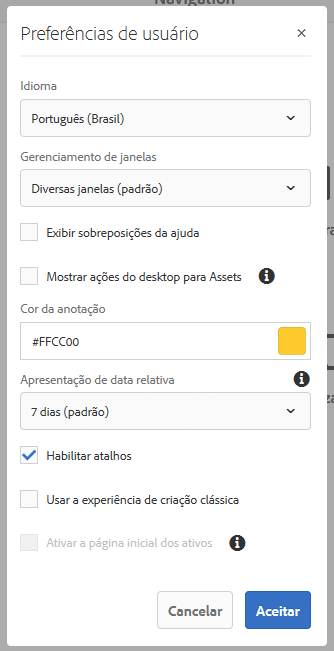 Navigation
Preferências de usuário
×
Idioma
Português (Brasil)
Gerenciamento de janelas
Diversas janelas (padrão)
Exibir sobreposições da ajuda
Mostrar ações do desktop para Assets
Cor da anotação
#FFCC00
Apresentação de data relativa
7 dias (padrão)
Habilitar atalhos
Usar a experiência de criação clássica
Ativar a página inicial dos ativos
Cancelar Aceitar